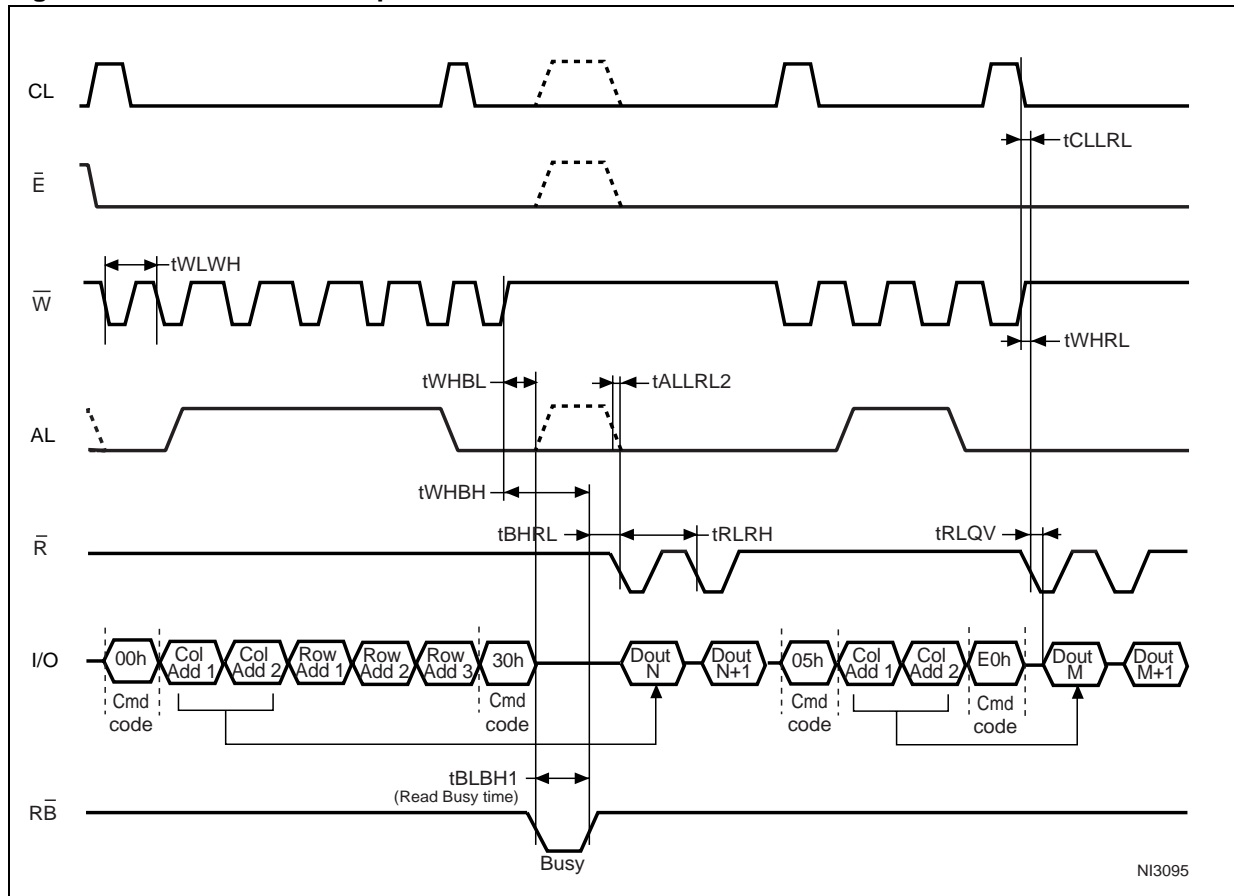 CL
tCLLRL
E̅
tWLWH
W̅
tWHRL
tWHBL
tALLRL2
AL
tWHBH
tBHRL
tRLRH
tRLQV
R̅
I/O
00h
Col
Add 1
Col
Add 2
Row
Add 1
Row
Add 2
Row
Add 3
30h
Dout
N
Dout
N+1
05h
Col
Add 1
Col
Add 2
E0h
Dout
M
Dout
M+1
Cmd
code
Cmd
code
Cmd
code
Cmd
code
tBLBH1
(Read Busy time)
RB̅
Busy
NI3095